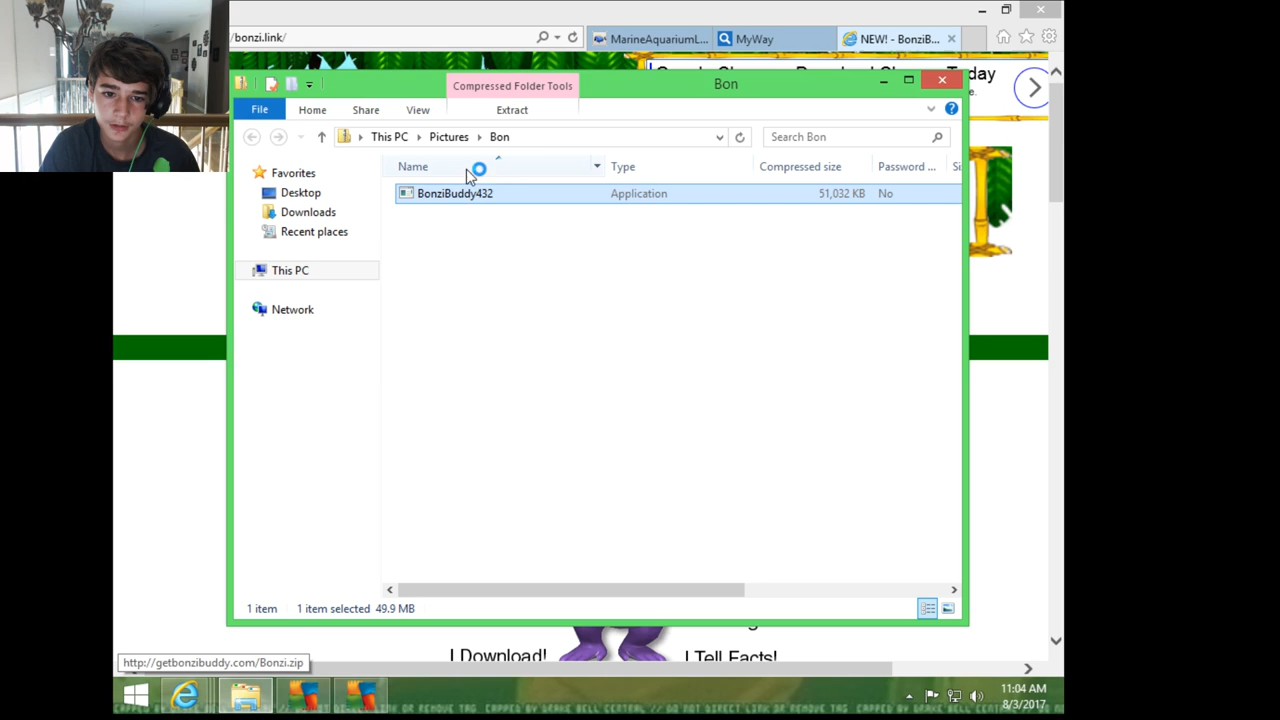 /bonzi.link/
MarineAquariumL...
MyWay
NEW! - BonziB...
Today
Compressed Folder Tools
Bon
File
Home
Share
View
Extract
This PC
Pictures
Bon
Search Bon
Name
Type
Compressed size
Password ...
Favorites
Desktop
Downloads
Recent places
This PC
Network
BonziBuddy432
Application
51,032 KB
No
1 item
1 item selected 49.9 MB
I Download!
I Tell Facts!
http://getbonzibuddy.com/Bonzi.zip
11:04 AM
8/3/2017